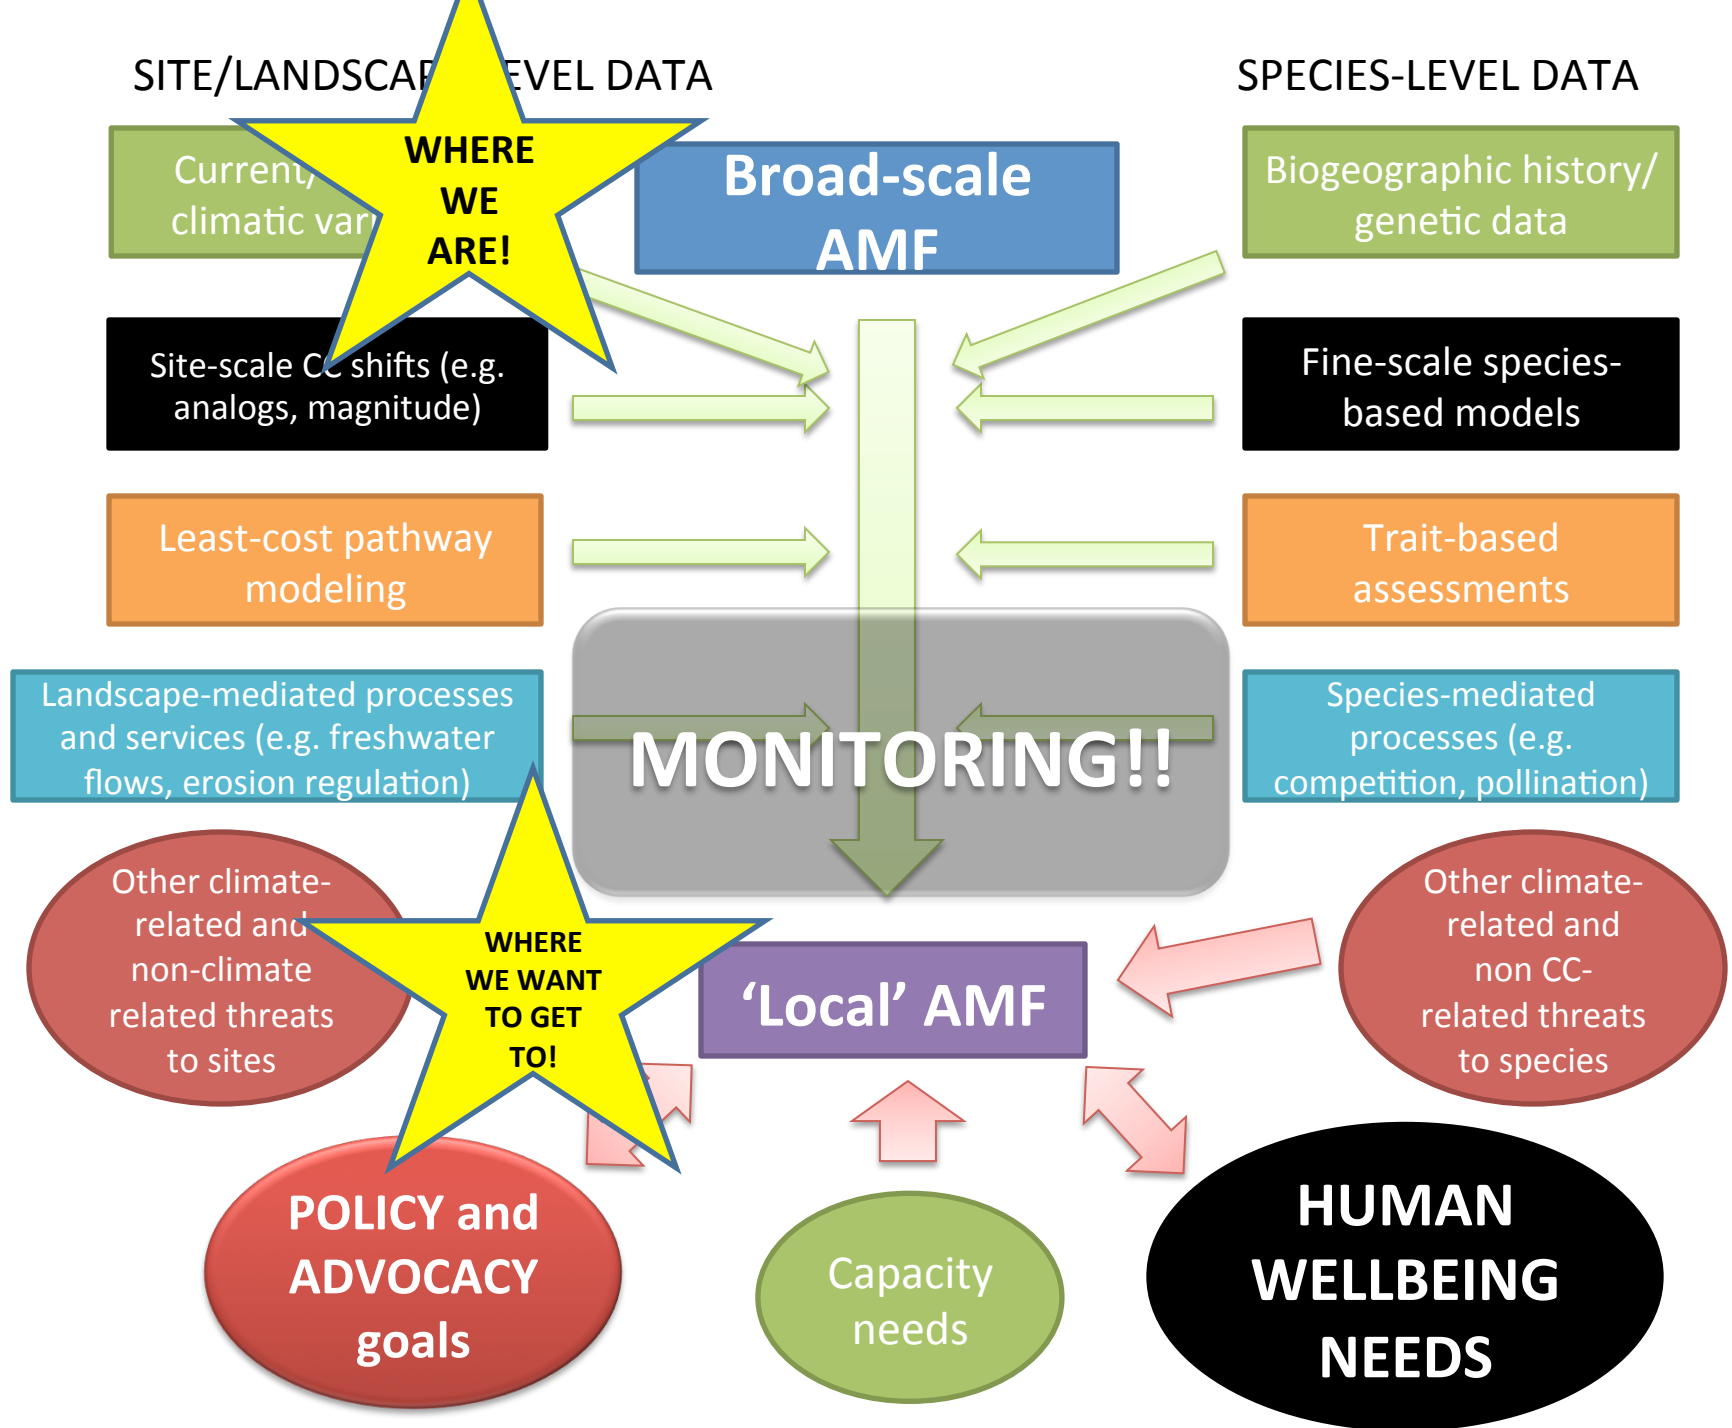 SITE/LANDSCAP EVEL DATA
SPECIES-LEVEL DATA
WHERE
WE
ARE!
Current/
climatic var
Broad-scale
AMF
Biogeographic history/
genetic data
Site-scale CC shifts (e.g.
analogs, magnitude)
Fine-scale species-
based models
Least-cost pathway
modeling
Trait-based
assessments
Landscape-mediated processes
and services (e.g. freshwater
flows, erosion regulation)
MONITORING!!
Species-mediated
processes (e.g.
competition, pollination)
Other climate-
related and
non-climate
related threats
to sites
WHERE
WE WANT
TO GET
TO!
‘Local’ AMF
Other climate-
related and
non CC-
related threats
to species
POLICY and
ADVOCACY
goals
Capacity
needs
HUMAN
WELLBEING
NEEDS